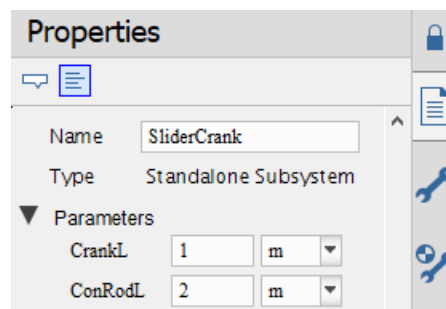 Properties
Name SliderCrank
Type Standalone Subsystem
Parameters
CrankL 1 m
ConRodL 2 m